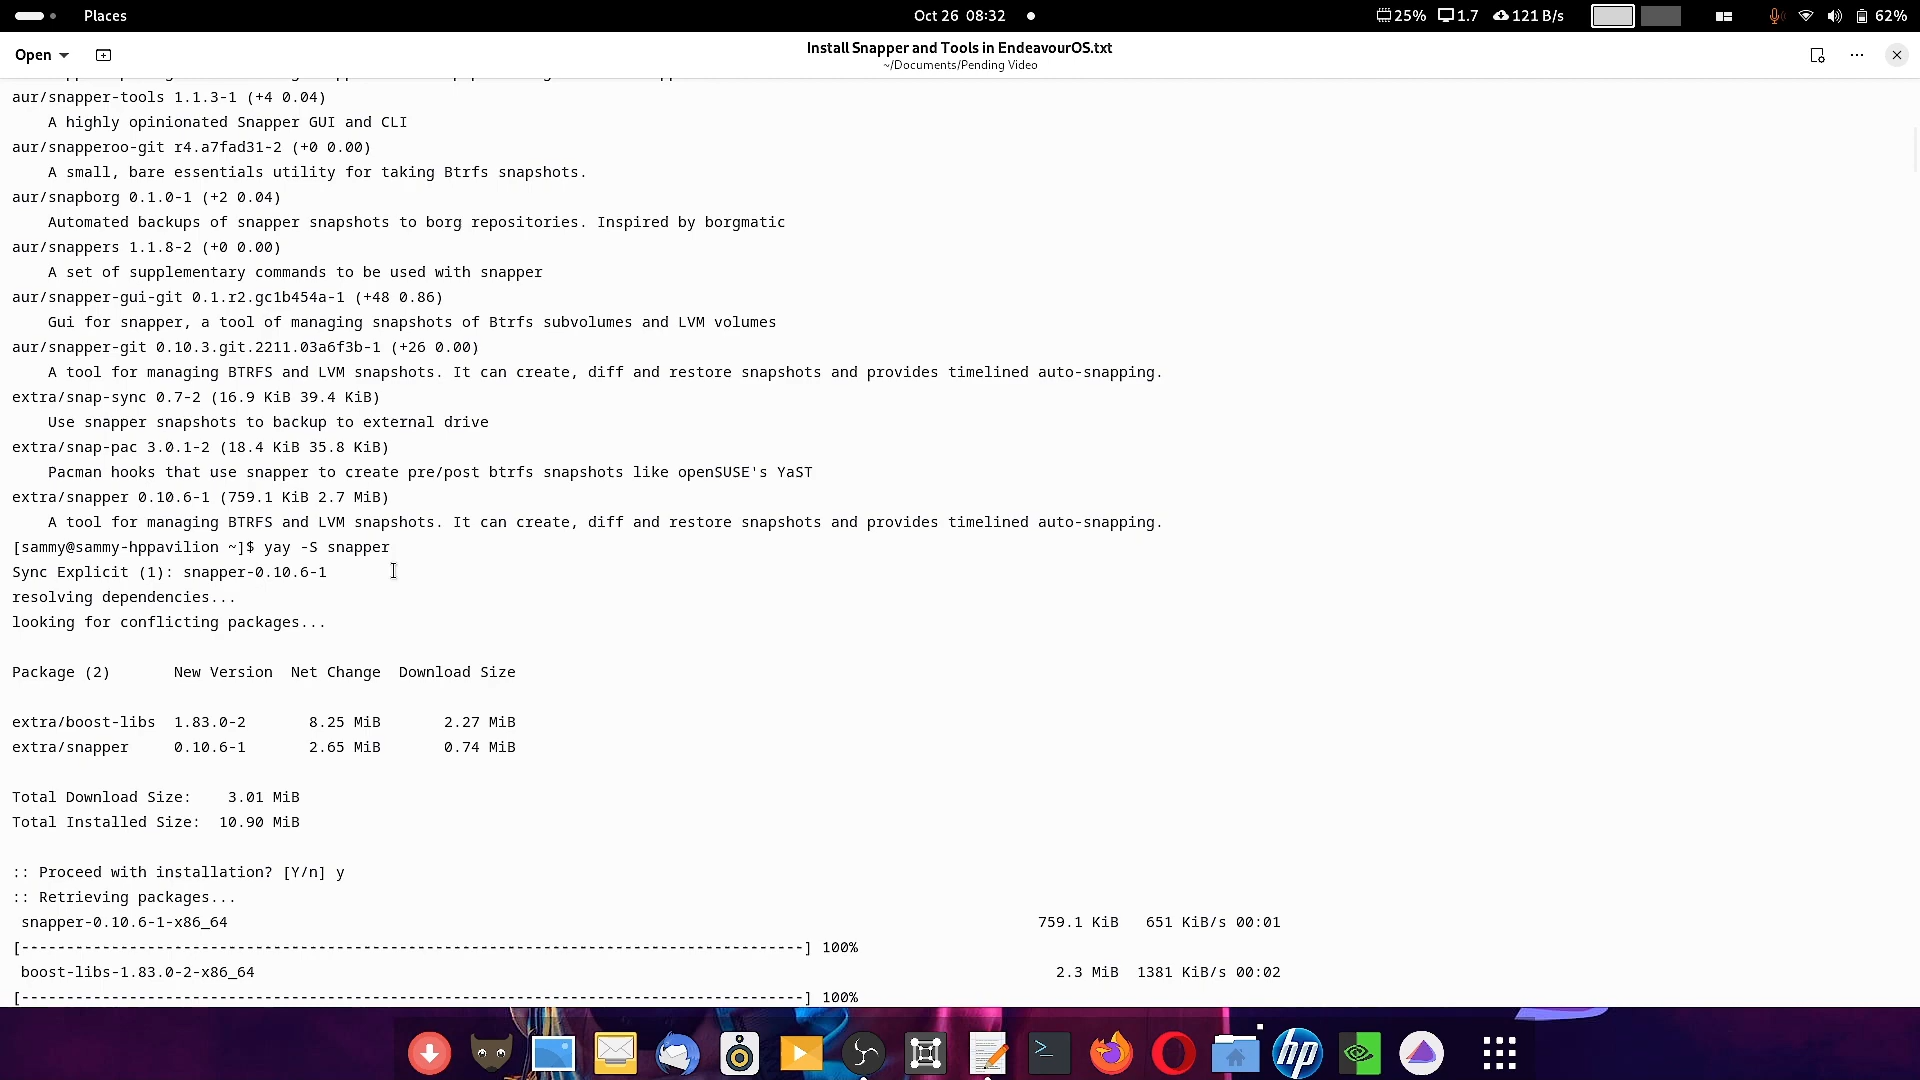 Places
Oct 26 08:32
25% 1.7 121 B/s
62%
Open
Install Snapper and Tools in EndeavourOS.txt
~/Documents/Pending Video
aur/snapper-tools 1.1.3-1 (+4 0.04)
    A highly opinionated Snapper GUI and CLI
aur/snapperoo-git r4.a7fad31-2 (+0 0.00)
    A small, bare essentials utility for taking Btrfs snapshots.
aur/snapborg 0.1.0-1 (+2 0.04)
    Automated backups of snapper snapshots to borg repositories. Inspired by borgmatic
aur/snappers 1.1.8-2 (+0 0.00)
    A set of supplementary commands to be used with snapper
aur/snapper-gui-git 0.1.r2.gc1b454a-1 (+48 0.86)
    Gui for snapper, a tool of managing snapshots of Btrfs subvolumes and LVM volumes
aur/snapper-git 0.10.3.git.2211.03a6f3b-1 (+26 0.00)
    A tool for managing BTRFS and LVM snapshots. It can create, diff and restore snapshots and provides timelined auto-snapping.
extra/snap-sync 0.7-2 (16.9 KiB 39.4 KiB)
    Use snapper snapshots to backup to external drive
extra/snap-pac 3.0.1-2 (18.4 KiB 35.8 KiB)
    Pacman hooks that use snapper to create pre/post btrfs snapshots like openSUSE's YaST
extra/snapper 0.10.6-1 (759.1 KiB 2.7 MiB)
    A tool for managing BTRFS and LVM snapshots. It can create, diff and restore snapshots and provides timelined auto-snapping.
[sammy@sammy-hppavilion ~]$ yay -S snapper
Sync Explicit (1): snapper-0.10.6-1
resolving dependencies...
looking for conflicting packages...
Package (2)       New Version  Net Change  Download Size
extra/boost-libs  1.83.0-2       8.25 MiB       2.27 MiB
extra/snapper     0.10.6-1       2.65 MiB       0.74 MiB
Total Download Size:    3.01 MiB
Total Installed Size:  10.90 MiB
:: Proceed with installation? [Y/n] y
:: Retrieving packages...
 snapper-0.10.6-1-x86_64 759.1 KiB   651 KiB/s 00:01
[---------------------------------------------------------------------------------------] 100%
 boost-libs-1.83.0-2-x86_64 2.3 MiB  1381 KiB/s 00:02
[---------------------------------------------------------------------------------------] 100%
hp